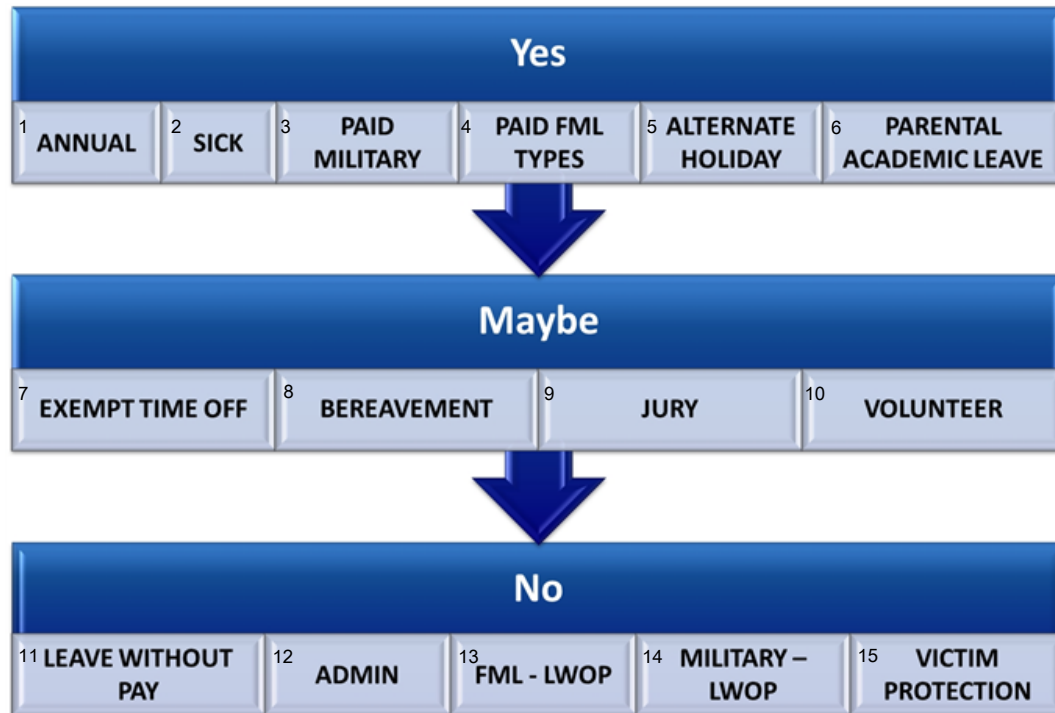 Yes
1 ANNUAL
2 SICK
3 PAID
MILITARY
4 PAID FML
TYPES
5 ALTERNATE
HOLIDAY
6 PARENTAL
ACADEMIC LEAVE
Maybe
7 EXEMPT TIME OFF
8 BEREAVEMENT
9 JURY
10 VOLUNTEER
No
11 LEAVE WITHOUT
PAY
12 ADMIN
13 FML - LWOP
14 MILITARY –
LWOP
15 VICTIM
PROTECTION